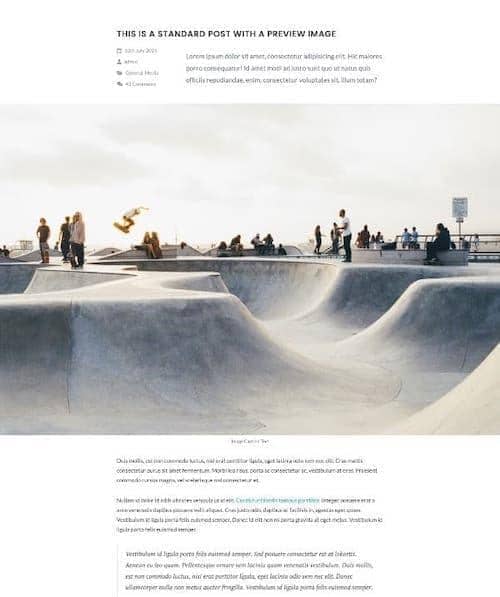 THIS IS A STANDARD POST WITH A PREVIEW IMAGE
10th July 2021
admin
General, Media
43 Comments
Lorem ipsum dolor sit amet, consectetur adipisicing elit. Hic maiores
porro consequatur! Id amet modi ad iusto sunt quo ut natus quib
officiis repudiandae, enim, consectetur voluptates sit, illum totam?
Image Caption Text
Duis mollis, est non commodo luctus, nisi erat porttitor ligula, eget lacinia odio sem nec elit. Cras mattis
consectetur purus sit amet fermentum. Morbi leo risus, porta ac consectetur ac, vestibulum at eros. Praesent
commodo cursus magna, vel scelerisque nisl consectetur et.
Nullam id dolor id nibh ultricies vehicula ut id elit. Curabitur blandit tempus porttitor. Integer posuere erat a
ante venenatis dapibus posuere velit aliquet. Cras justo odio, dapibus ac facilisis in, egestas eget quam.
Vestibulum id ligula porta felis euismod semper. Donec id elit non mi porta gravida at eget metus. Vestibulum id
ligula porta felis euismod semper.
Vestibulum id ligula porta felis euismod semper. Sed posuere consectetur est at lobortis.
Aenean eu leo quam. Pellentesque ornare sem lacinia quam venenatis vestibulum. Duis mollis,
est non commodo luctus, nisi erat porttitor ligula, eget lacinia odio sem nec elit. Donec
ullamcorper nulla non metus auctor fringilla. Vestibulum id ligula porta felis euismod semper.